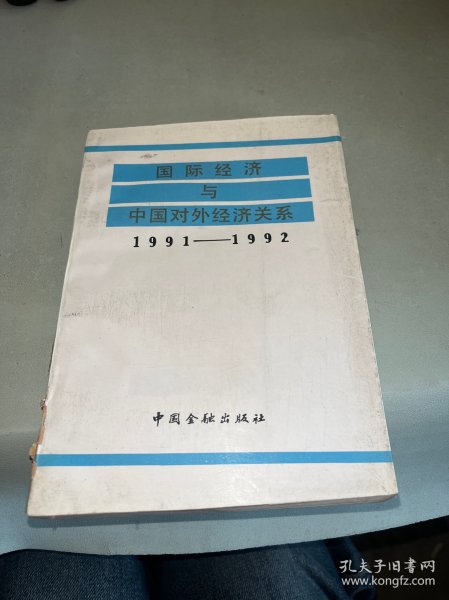 国际经济
与
中国对外经济关系
1991——1992
中国金融出版社
孔夫子旧书网
www.kongfz.com